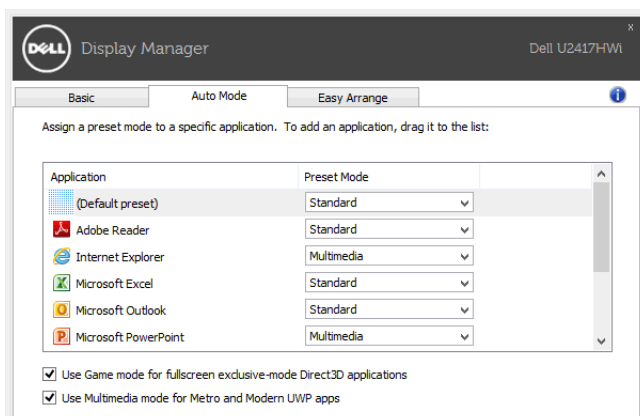 DELL Display Manager Dell U2417HWi
Basic Auto Mode Easy Arrange
Assign a preset mode to a specific application. To add an application, drag it to the list:
Application Preset Mode
(Default preset) Standard
Adobe Reader Standard
Internet Explorer Multimedia
Microsoft Excel Standard
Microsoft Outlook Standard
Microsoft PowerPoint Multimedia
Use Game mode for fullscreen exclusive-mode Direct3D applications
Use Multimedia mode for Metro and Modern UWP apps